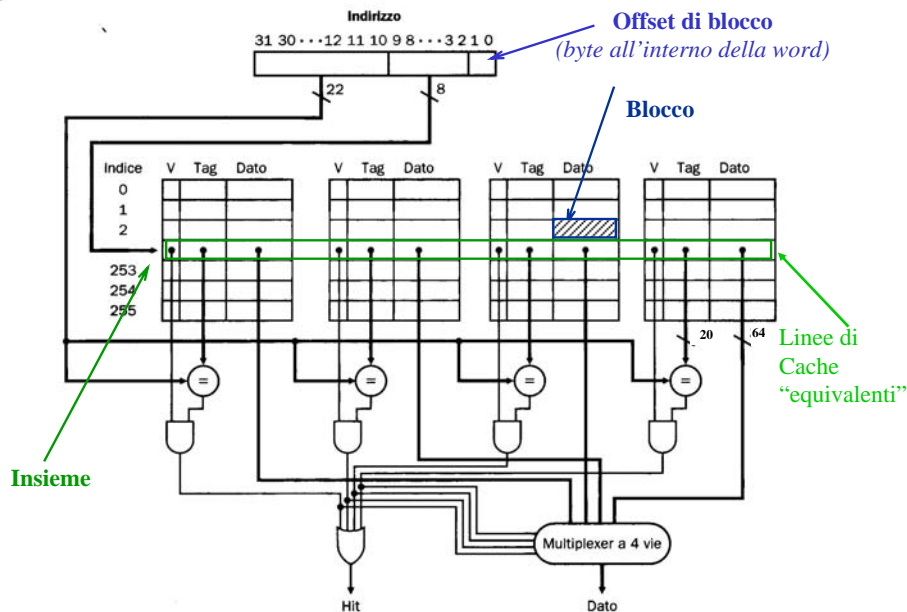 Indirizzo
31 30 · · · 12 11 10 9 8 · · · 3 2 1 0
Offset di blocco
(byte all'interno della word)
22
8
Blocco
Indice
V Tag Dato
V Tag Dato
V Tag Dato
V Tag Dato
0
1
2
253
254
255
20
64
Linee di
Cache
“equivalenti”
=
=
=
=
Insieme
Multiplexer a 4 vie
Hit
Dato